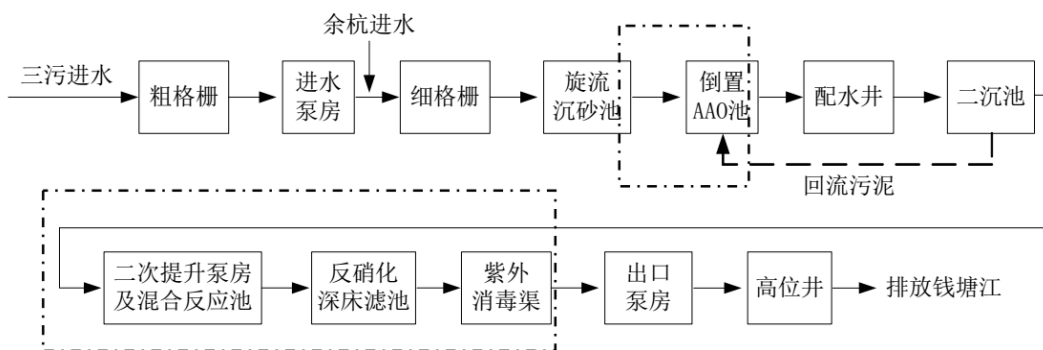 余杭进水
三污进水
粗格栅
进水
泵房
细格栅
旋流
沉砂池
倒置
AAO池
配水井
二沉池
回流污泥
二次提升泵房
及混合反应池
反硝化
深床滤池
紫外
消毒渠
出口
泵房
高位井
排放钱塘江